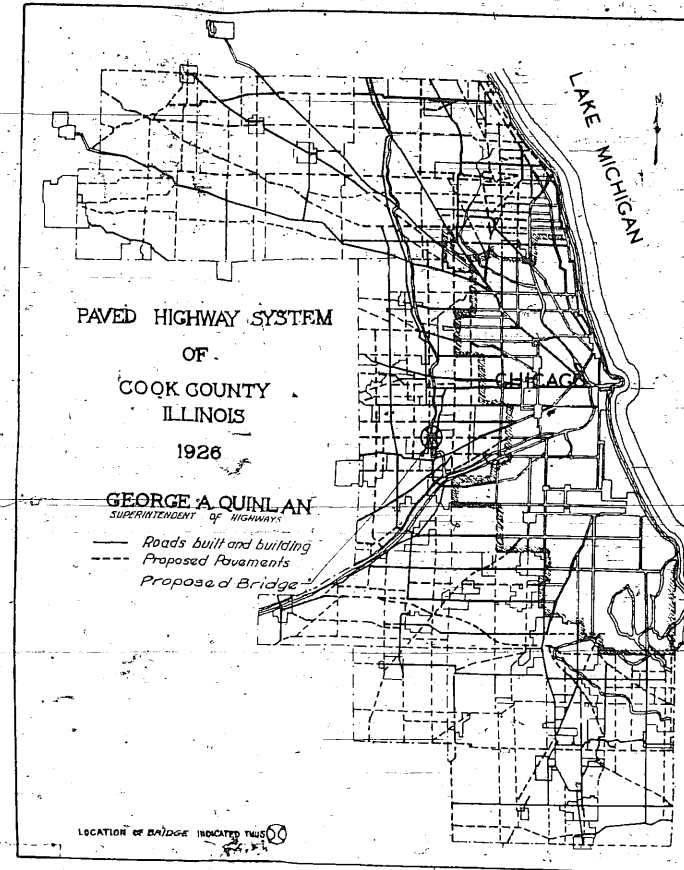 LAKE MICHIGAN
PAVED HIGHWAY SYSTEM
OF
COOK COUNTY
ILLINOIS
1926
CHICAGO
GEORGE A QUINLAN
SUPERINTENDENT OF HIGHWAYS
Roads built and building
Proposed Pavements
Proposed Bridge
LOCATION OF BRIDGE INDICATED THUS